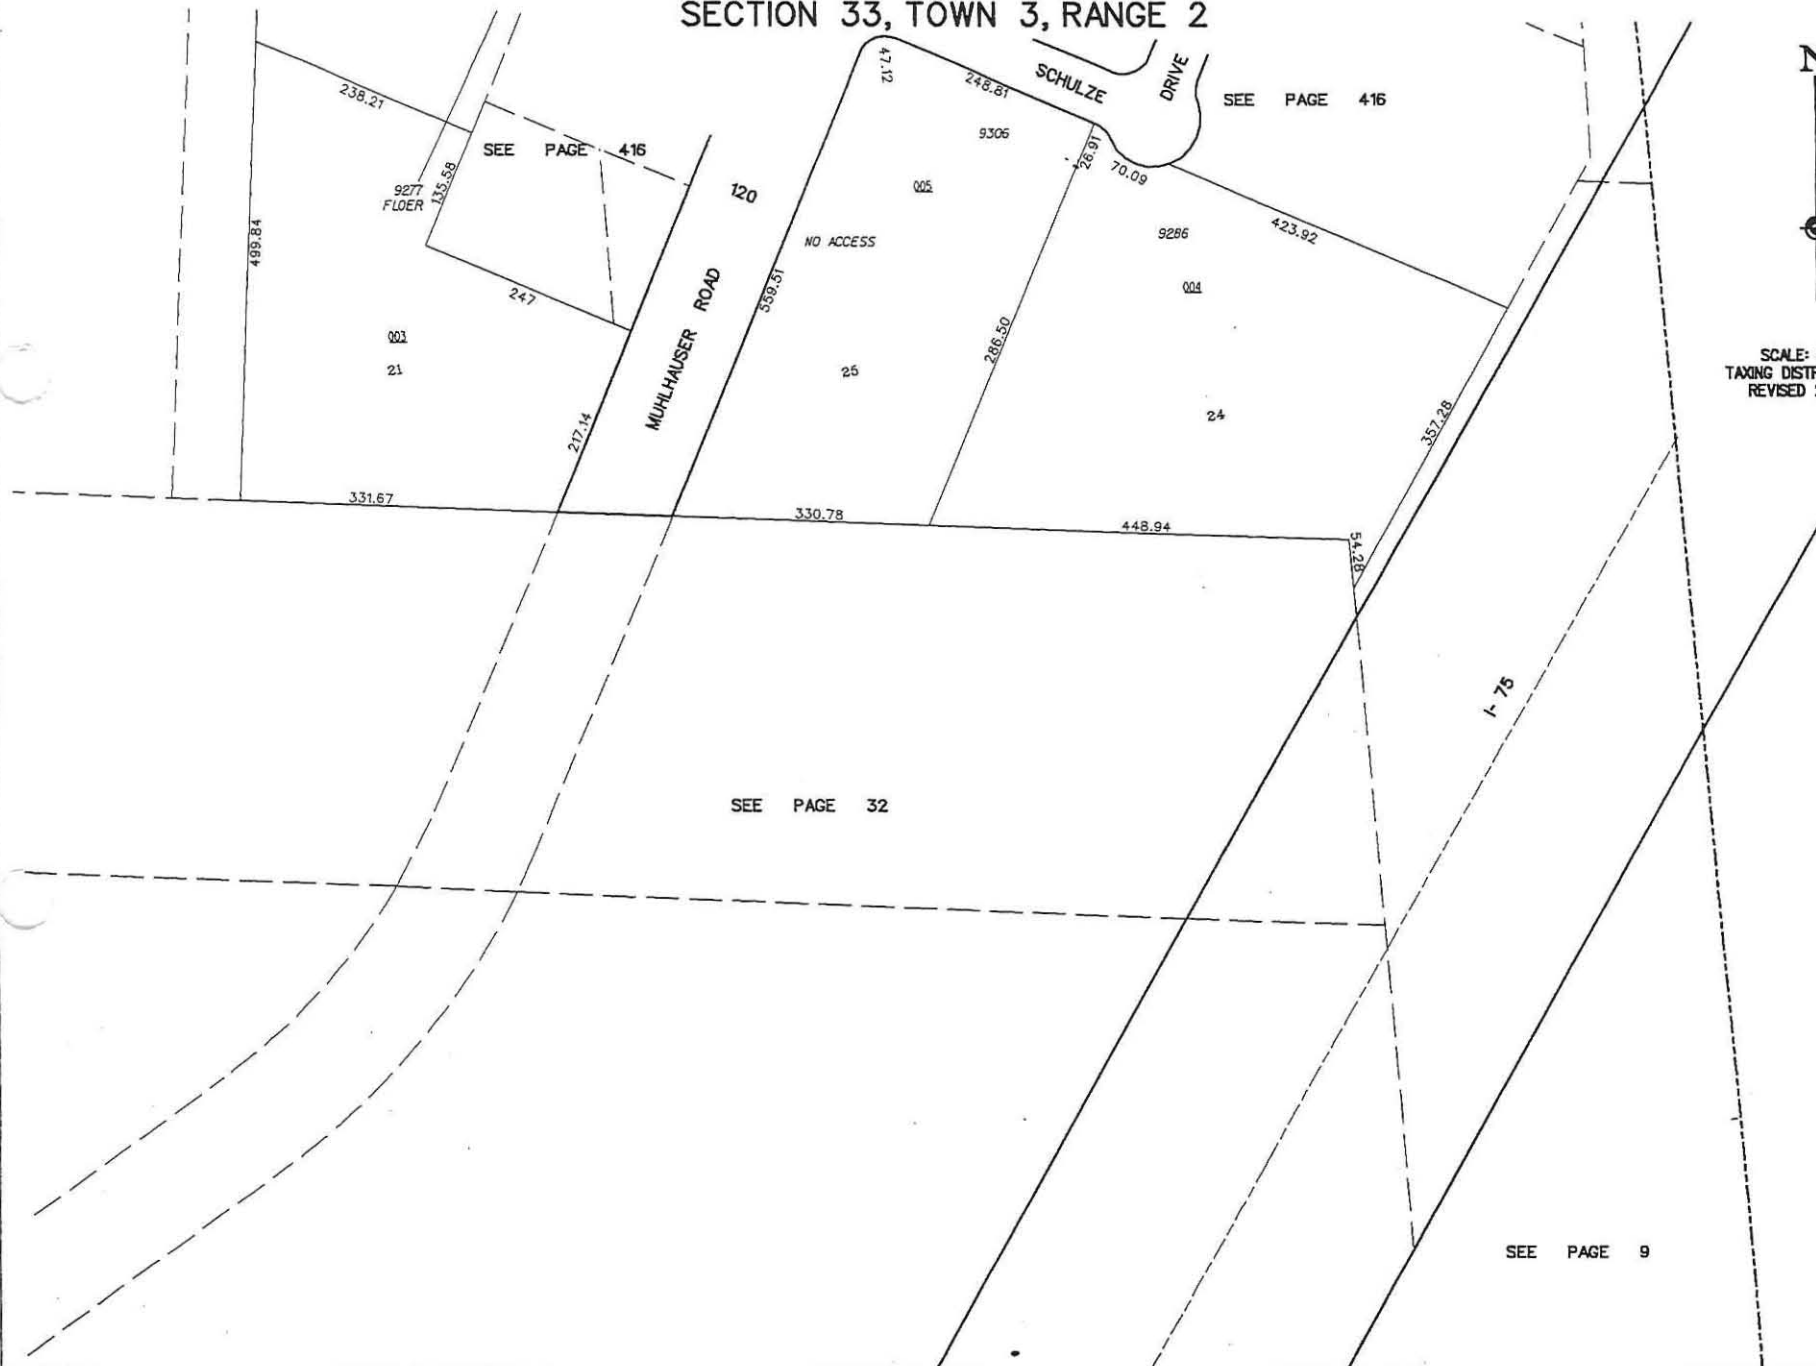 SECTION 33, TOWN 3, RANGE 2
N
238.21
47.12
248.81
SCHULZE
DRIVE
SEE PAGE 416
9306
SEE PAGE 416
26.91
70.09
9277
FLOER
135.58
120
005
NO ACCESS
9286
423.92
499.84
247
MUHLHAUSER ROAD
559.51
004
003
21
286.50
25
SCALE:
TAXING DIST
REVISED
24
217.14
357.28
331.67
330.78
448.94
54.28
I-75
SEE PAGE 32
SEE PAGE 9